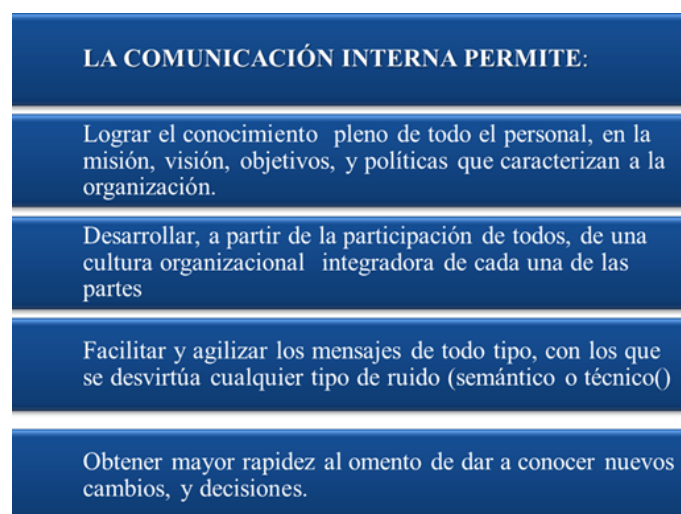 LA COMUNICACIÓN INTERNA PERMITE:
Lograr el conocimiento pleno de todo el personal, en la
misión, visión, objetivos, y políticas que caracterizan a la
organización.
Desarrollar, a partir de la participación de todos, de una
cultura organizacional integradora de cada una de las
partes
Facilitar y agilizar los mensajes de todo tipo, con los que
se desvirtúa cualquier tipo de ruido (semántico o técnico()
Obtener mayor rapidez al omento de dar a conocer nuevos
cambios, y decisiones.